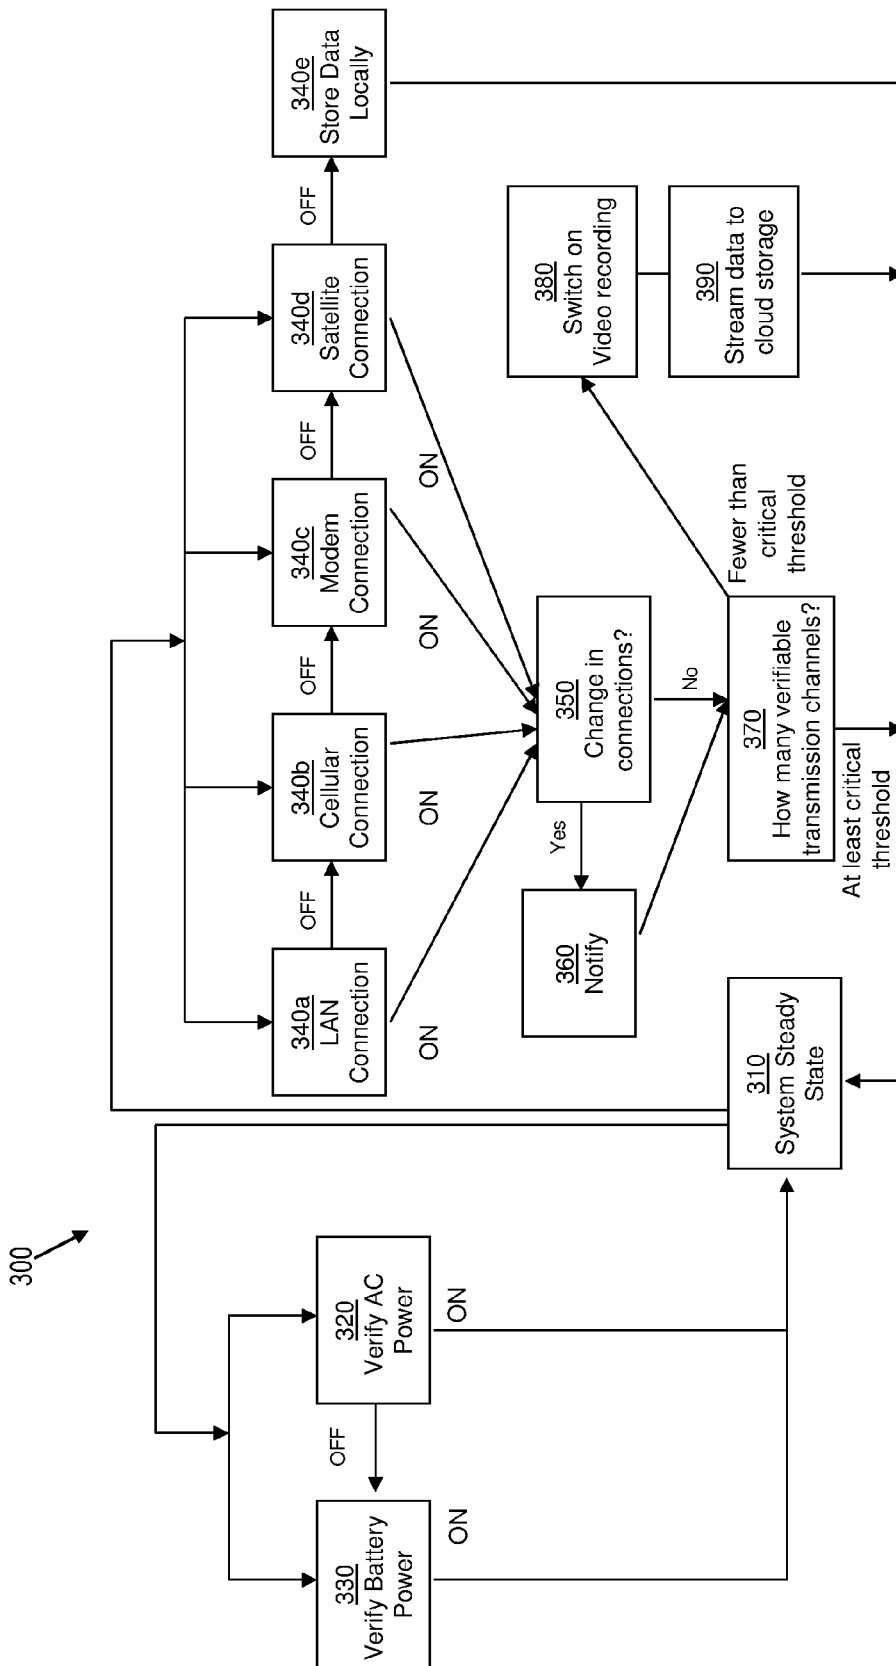 300
330
Verify Battery
Power
ON
OFF
320
Verify AC
Power
ON
310
System Steady
State
340a
LAN
Connection
ON
OFF
340b
Cellular
Connection
ON
OFF
340c
Modem
Connection
ON
OFF
340d
Satellite
Connection
ON
OFF
340e
Store Data
Locally
350
Change in
connections?
Yes
No
360
Notify
370
How many verifiable
transmission channels?
At least critical
threshold
Fewer than
critical
threshold
380
Switch on
Video recording
390
Stream data to
cloud storage